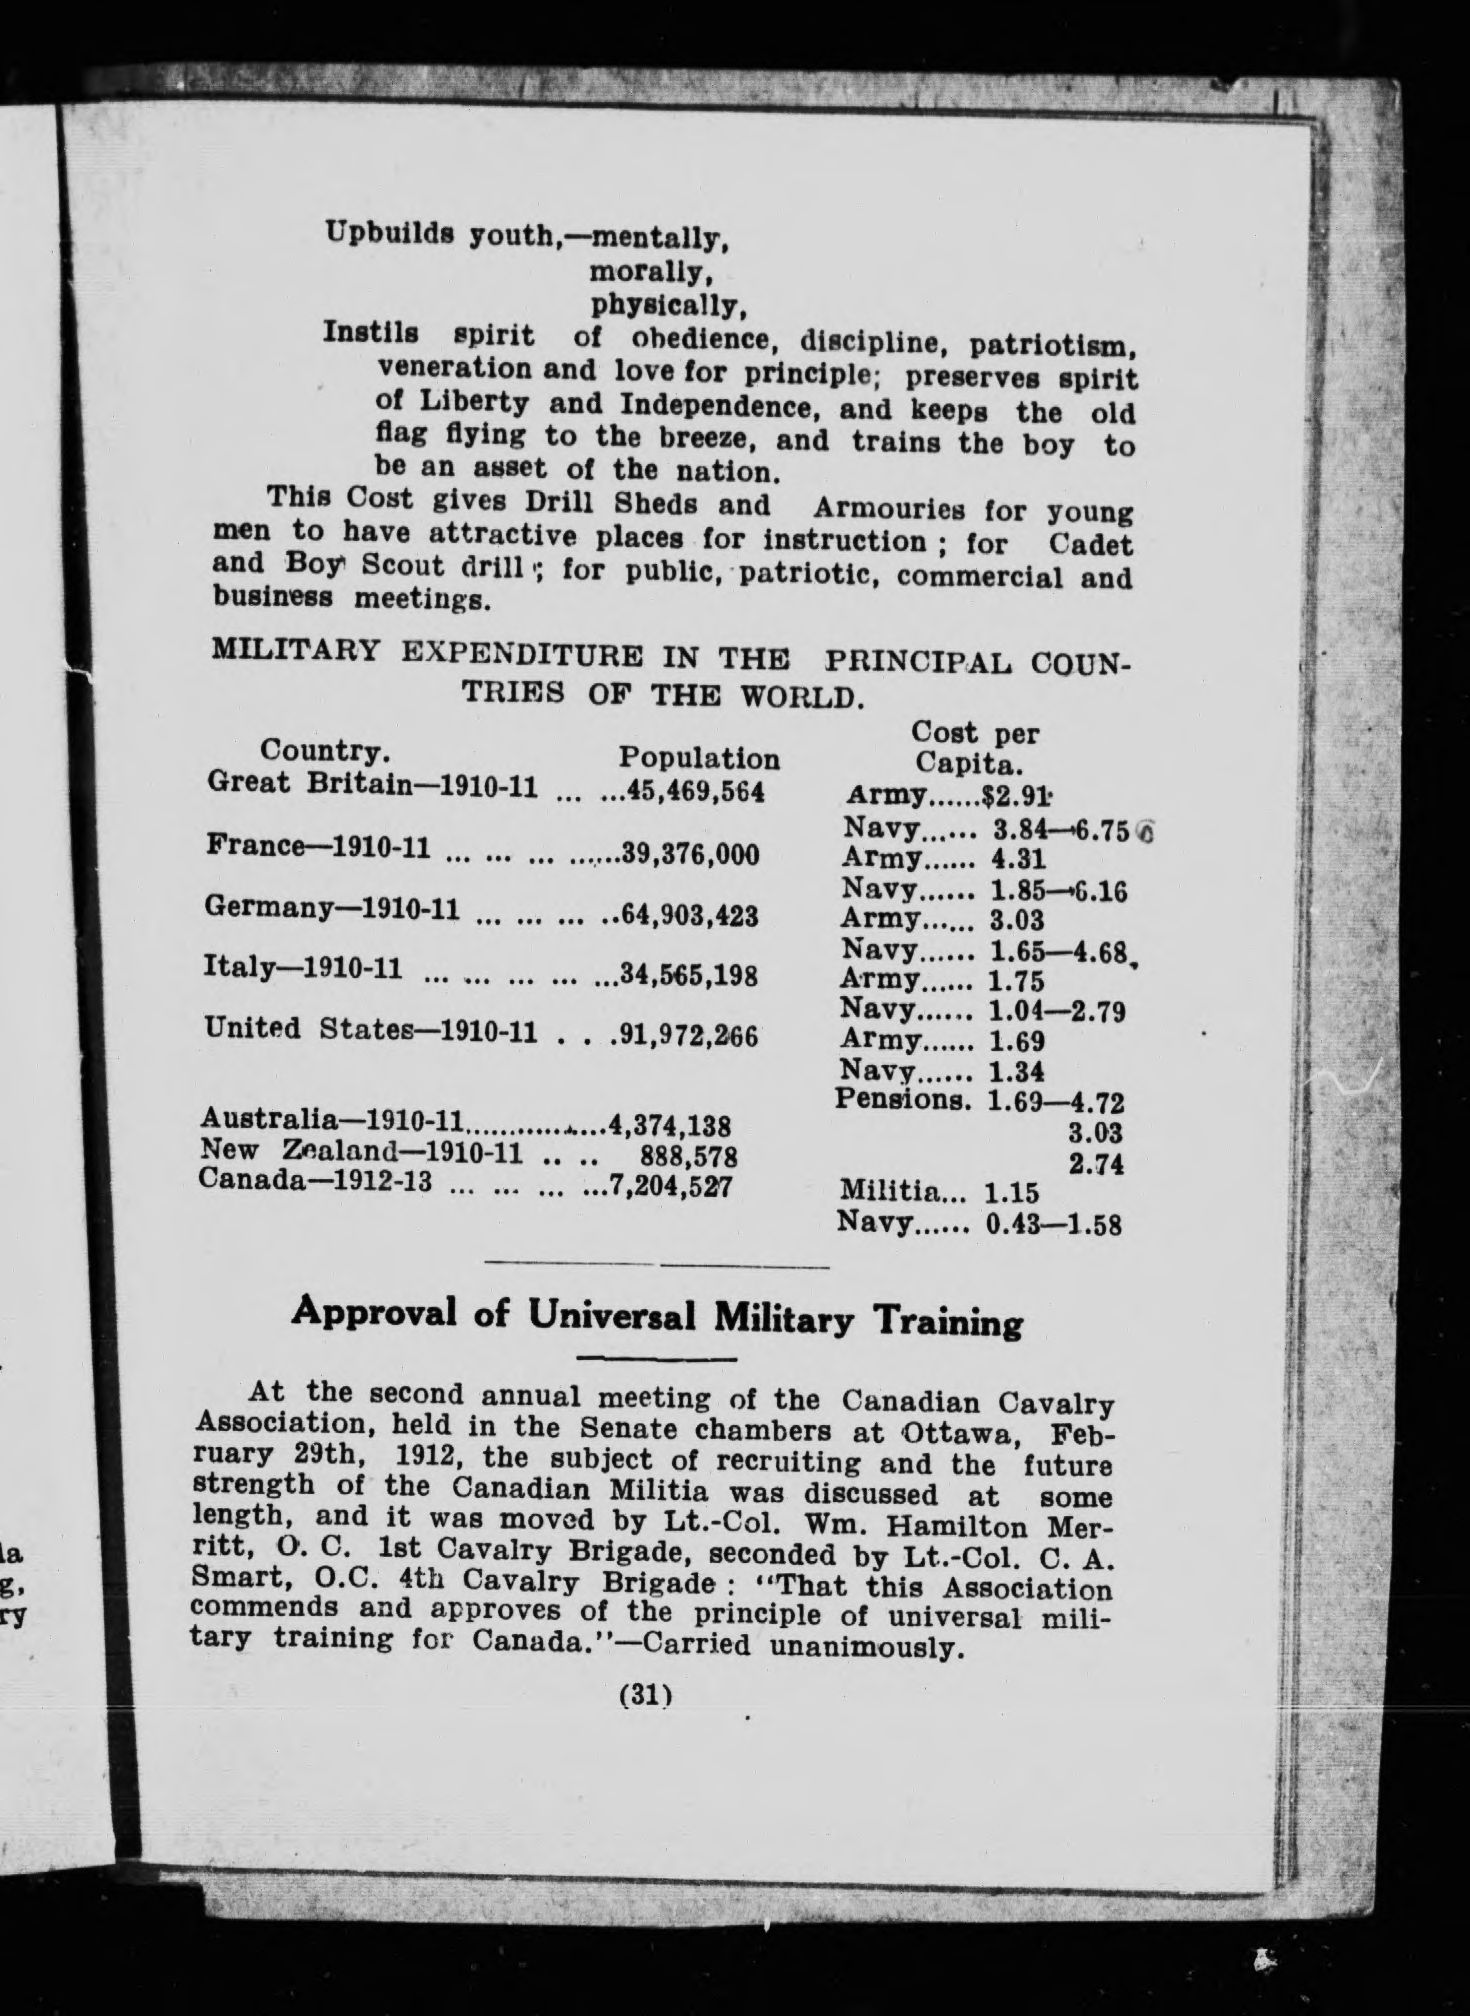 Upbuilds youth,—mentally,
morally,
physically,
Instils spirit of obedience, discipline, patriotism,
veneration and love for principle; preserves spirit
of Liberty and Independence, and keeps the old
flag flying to the breeze, and trains the boy to
be an asset of the nation.
This Cost gives Drill Sheds and Armouries for young
men to have attractive places for instruction ; for Cadet
and Boy Scout drill ; for public, patriotic, commercial and
business meetings.
MILITARY EXPENDITURE IN THE PRINCIPAL COUN-
TRIES OF THE WORLD.
Country. Population Cost per
Capita.
Great Britain—1910-11 ... ...45,469,564 Army......$2.91
Navy...... 3.84—6.75
France—1910-11 ... ... ... ......39,376,000 Army...... 4.31
Navy...... 1.85—6.16
Germany—1910-11 ... ... ... ..64,903,423 Army...... 3.03
Navy...... 1.65—4.68
Italy—1910-11 ... ... ... ... ...34,565,198 Army...... 1.75
Navy...... 1.04—2.79
United States—1910-11 . . .91,972,266 Army...... 1.69
Navy...... 1.34
Pensions. 1.69—4.72
Australia—1910-11................4,374,138 3.03
New Zealand—1910-11 .. .. 888,578 2.74
Canada—1912-13 ... ... ... ...7,204,527 Militia... 1.15
Navy...... 0.43—1.58
Approval of Universal Military Training
At the second annual meeting of the Canadian Cavalry
Association, held in the Senate chambers at Ottawa, Feb-
ruary 29th, 1912, the subject of recruiting and the future
strength of the Canadian Militia was discussed at some
length, and it was moved by Lt.-Col. Wm. Hamilton Mer-
ritt, O. C. 1st Cavalry Brigade, seconded by Lt.-Col. C. A.
Smart, O.C. 4th Cavalry Brigade : "That this Association
commends and approves of the principle of universal mili-
tary training for Canada."—Carried unanimously.
(31)
la
g,
ry